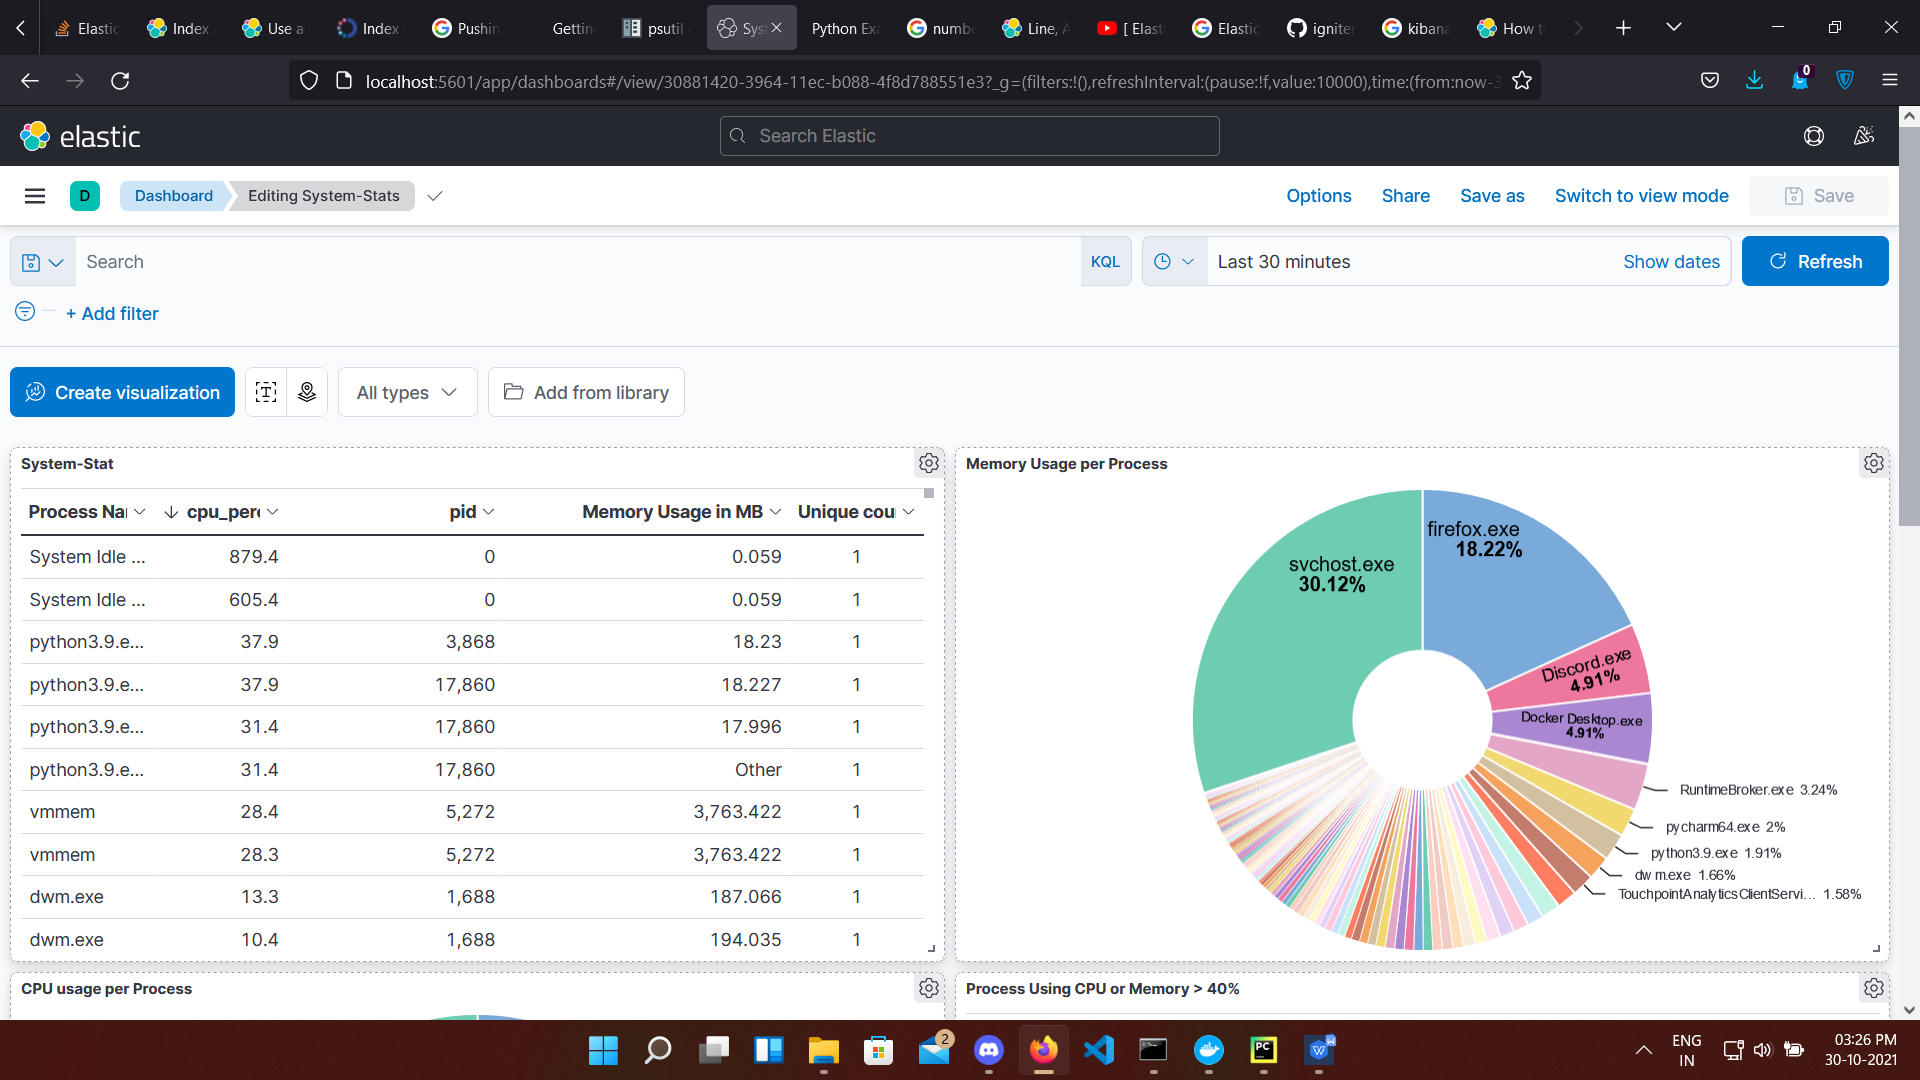 Elastic
Index
Use a
Index
Pushin
Gettin
psutil
Syst
Python Exa
numbe
Line, A
[ Elast
Elastic
igniter
kibana
How to
localhost:5601/app/dashboards#/view/30881420-3964-11ec-b088-4f8d788551e3?_g=(filters:!(),refreshInterval:(pause:!f,value:10000),time:(from:now-3
0
elastic
Search Elastic
D
Dashboard
Editing System-Stats
Options
Share
Save as
Switch to view mode
Save
Search
KQL
Last 30 minutes
Show dates
Refresh
+ Add filter
Create visualization
All types
Add from library
System-Stat
Process Nar cpu_perc pid Memory Usage in MB Unique cou
System Idle ... 879.4 0 0.059 1
System Idle ... 605.4 0 0.059 1
python3.9.e... 37.9 3,868 18.23 1
python3.9.e... 37.9 17,860 18.227 1
python3.9.e... 31.4 17,860 17.996 1
python3.9.e... 31.4 17,860 Other 1
vmmem 28.4 5,272 3,763.422 1
vmmem 28.3 5,272 3,763.422 1
dwm.exe 13.3 1,688 187.066 1
dwm.exe 10.4 1,688 194.035 1
Memory Usage per Process
firefox.exe
18.22%
svchost.exe
30.12%
Discord.exe
4.91%
Docker Desktop.exe
4.91%
RuntimeBroker.exe 3.24%
pycharm64.exe 2%
python3.9.exe 1.91%
dwm.exe 1.66%
TouchpointAnalyticsClientServi... 1.58%
CPU usage per Process
Process Using CPU or Memory > 40%
2
PC
W
ENG
IN
03:26 PM
30-10-2021